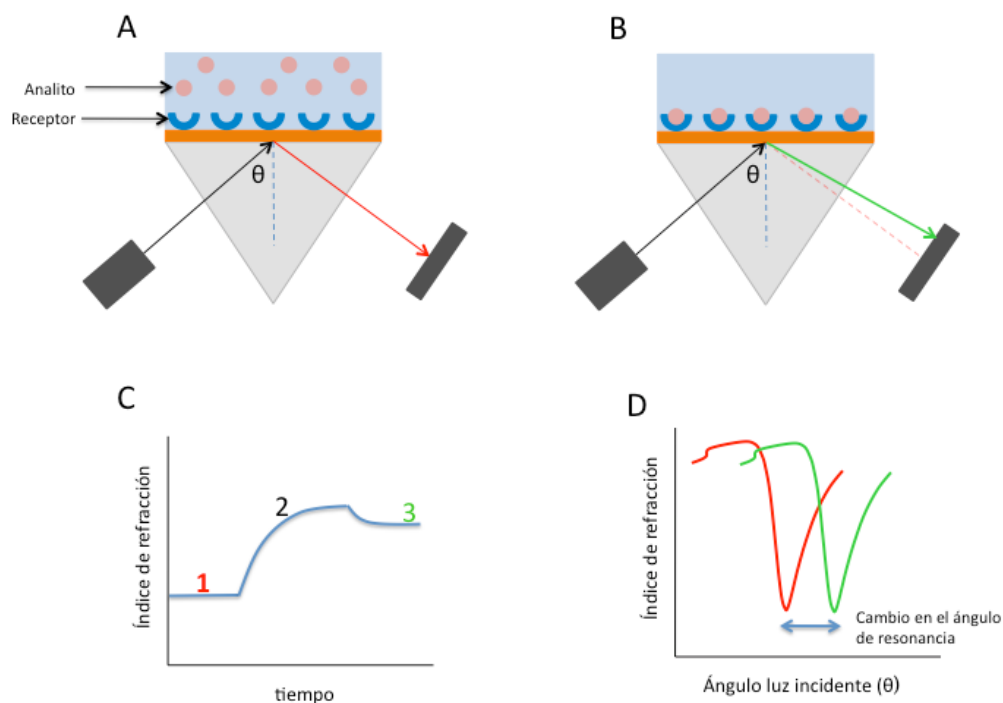 A
Analito
Receptor
θ
B
θ
C
Índice de refracción
1
2
3
tiempo
D
Índice de refracción
Cambio en el ángulo
de resonancia
Ángulo luz incidente (θ)